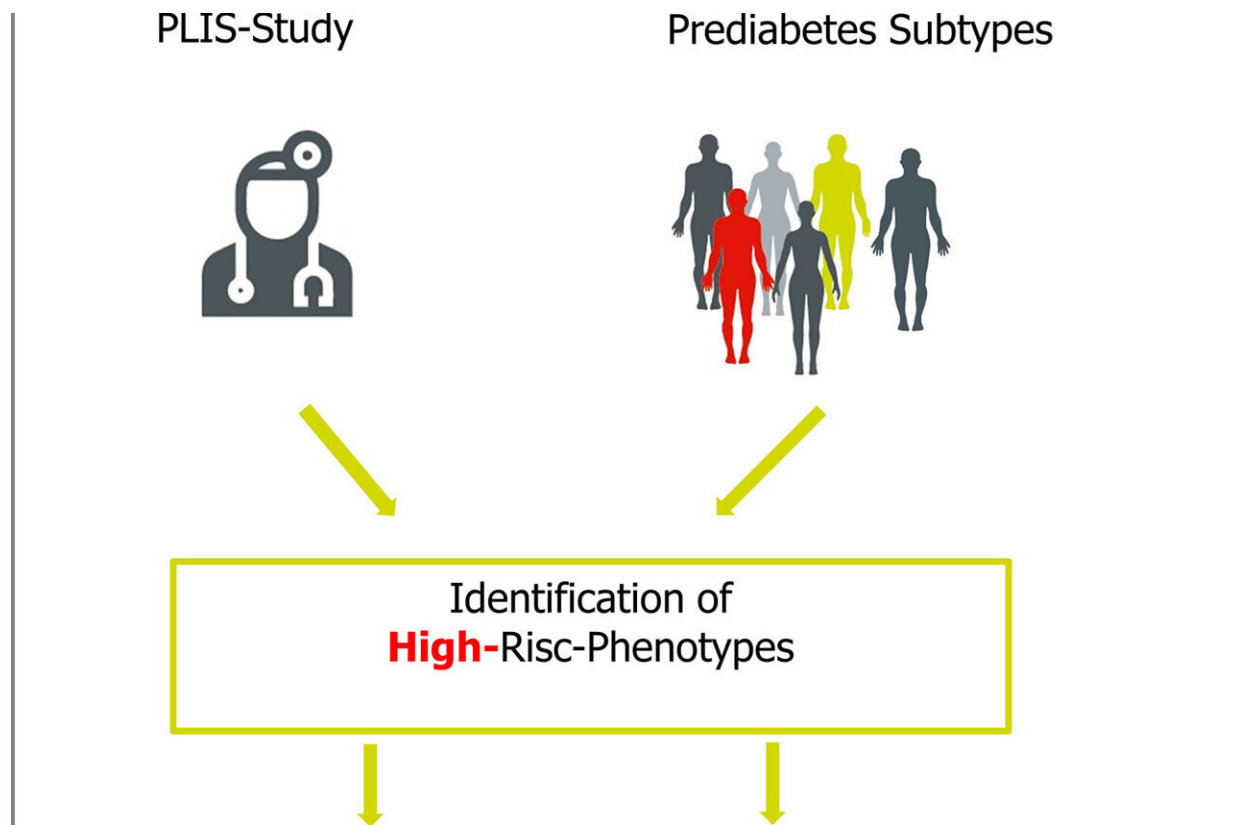 PLIS-Study
Prediabetes Subtypes
Identification of
High-Risc-Phenotypes